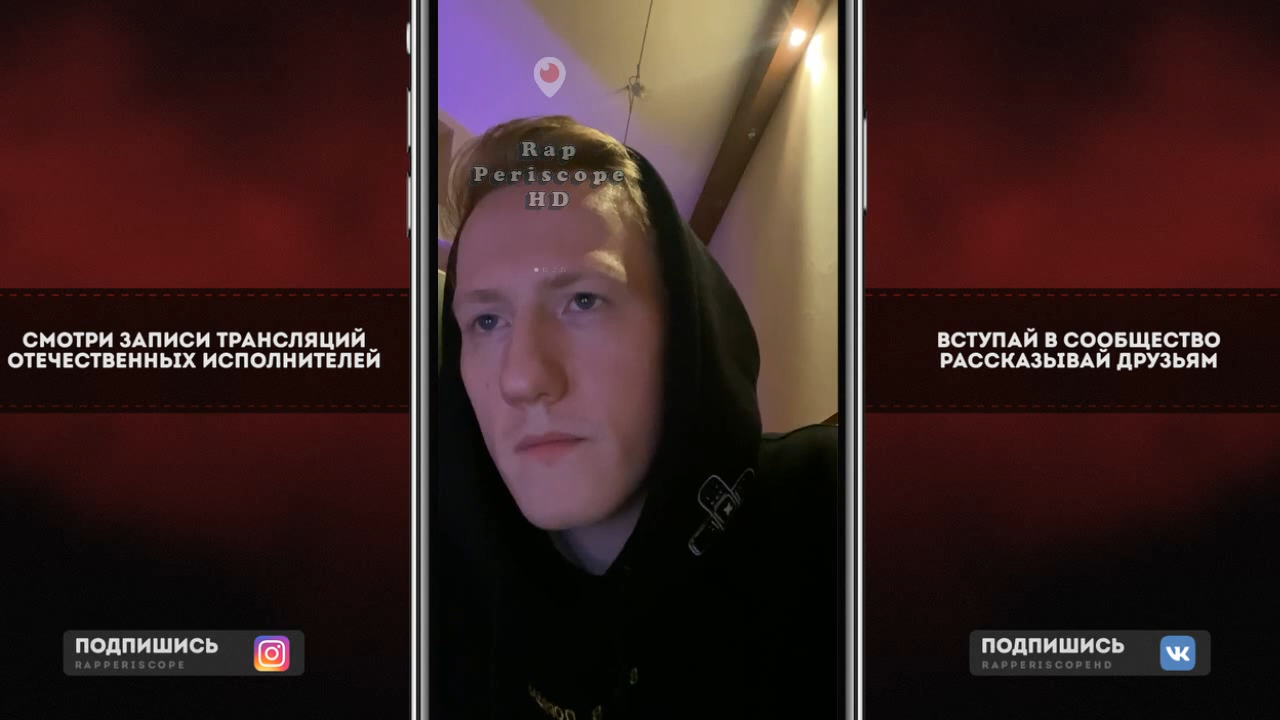 Rap
Periscope
HD
СМОТРИ ЗАПИСИ ТРАНСЛЯЦИЙ
ОТЕЧЕСТВЕННЫХ ИСПОЛНИТЕЛЕЙ
ВСТУПАЙ В СООБЩЕСТВО
РАССКАЗЫВАЙ ДРУЗЬЯМ
ПОДПИШИСЬ
RAPPERISCOPE
ПОДПИШИСЬ
RAPPERISCOPEHD